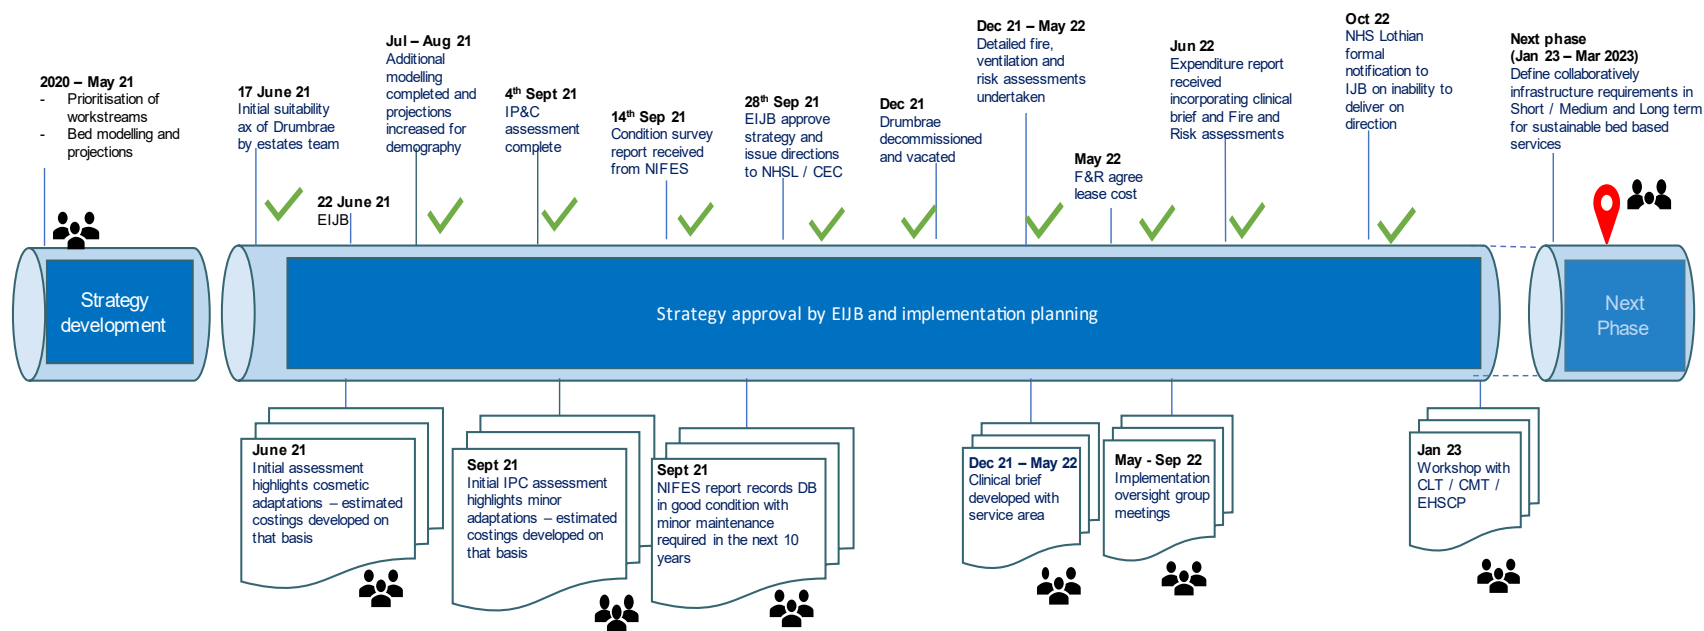 2020 – May 21
- Prioritisation of
workstreams
- Bed modelling and
projections
17 June 21
Initial suitability
ax of Drumbrae
by estates team
22 June 21
EIJB
Jul – Aug 21
Additional
modelling
completed and
projections
increased for
demography
4th Sept 21
IP&C
assessment
complete
14th Sep 21
Condition survey
report received
from NIFES
28th Sep 21
EIJB approve
strategy and
issue directions
to NHSL / CEC
Dec 21
Drumbrae
decommissioned
and vacated
Dec 21 – May 22
Detailed fire,
ventilation and
risk assessments
undertaken
May 22
F&R agree
lease cost
Jun 22
Expenditure report
received
incorporating clinical
brief and Fire and
Risk assessments
Oct 22
NHS Lothian
formal
notification to
IJB on inability to
deliver on
direction
Next phase
(Jan 23 – Mar 2023)
Define collaboratively
infrastructure requirements in
Short / Medium and Long term
for sustainable bed based
services
Strategy
development
Strategy approval by EIJB and implementation planning
Next
Phase
June 21
Initial assessment
highlights cosmetic
adaptations – estimated
costings developed on
that basis
Sept 21
Initial IPC assessment
highlights minor
adaptations – estimated
costings developed on
that basis
Sept 21
NIFES report records DB
in good condition with
minor maintenance
required in the next 10
years
Dec 21 – May 22
Clinical brief
developed with
service area
May - Sep 22
Implementation
oversight group
meetings
Jan 23
Workshop with
CLT / CMT /
EHSCP